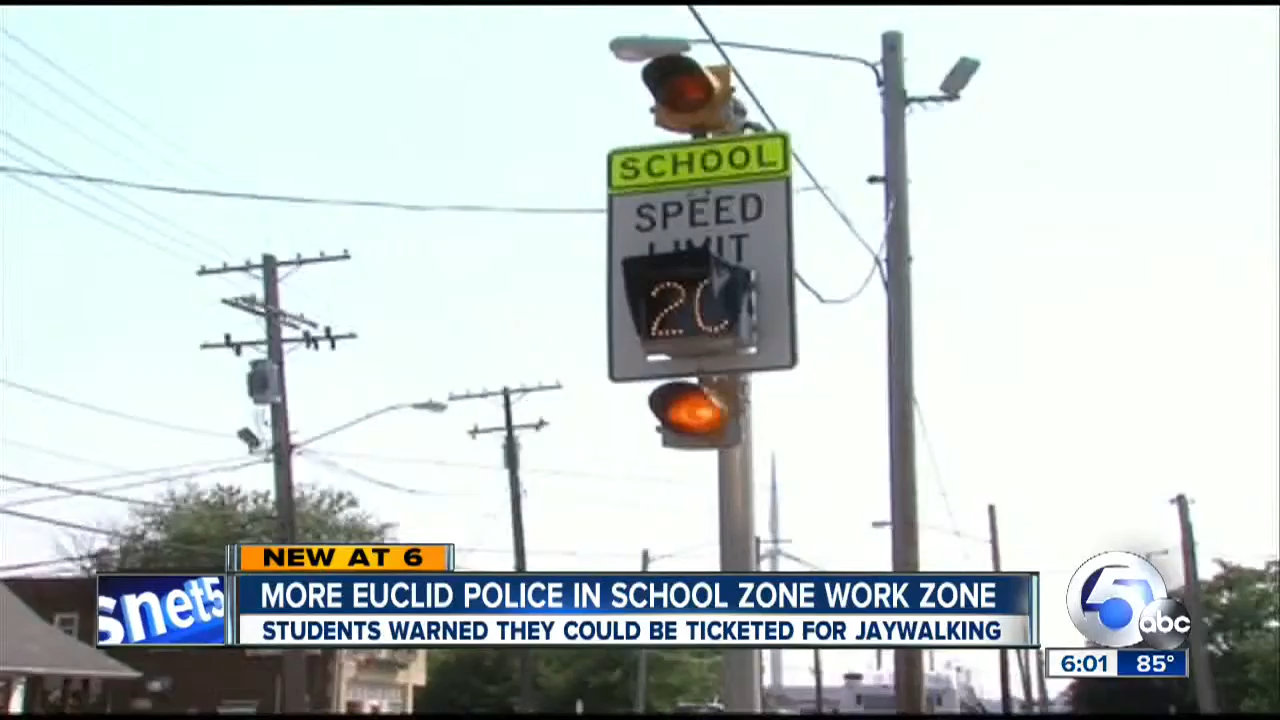 SCHOOL
SPEED
LIMIT
20
NEW AT 6
MORE EUCLID POLICE IN SCHOOL ZONE WORK ZONE
snet5
STUDENTS WARNED THEY COULD BE TICKETED FOR JAYWALKING
5 abc
6:01 85°